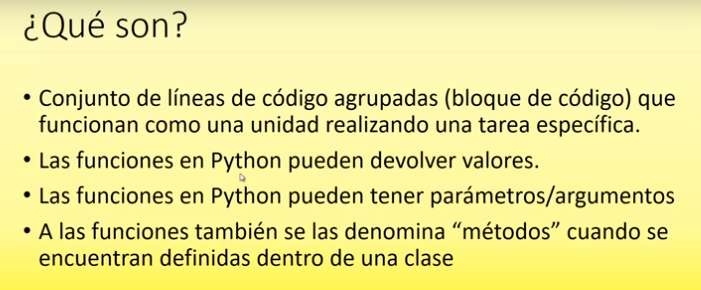 ¿Qué son?
• Conjunto de líneas de código agrupadas (bloque de código) que
funcionan como una unidad realizando una tarea específica.
• Las funciones en Python pueden devolver valores.
• Las funciones en Python pueden tener parámetros/argumentos
• A las funciones también se las denomina “métodos” cuando se
encuentran definidas dentro de una clase